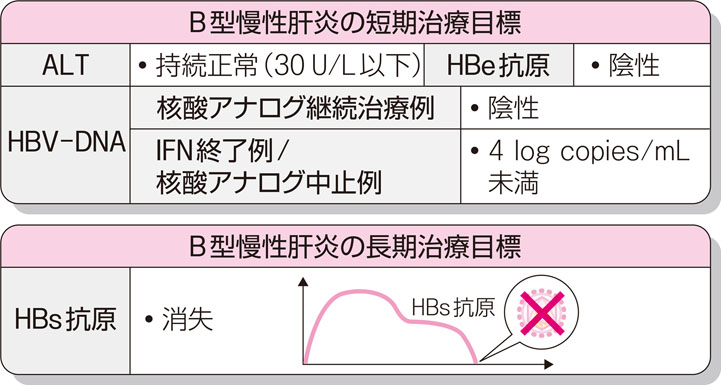 B型慢性肝炎の短期治療目標
ALT
•持続正常(30 U/L以下)
HBe抗原
•陰性
HBV-DNA
核酸アナログ継続治療例
•陰性
IFN終了例/
核酸アナログ中止例
•4 log copies/mL
未満
B型慢性肝炎の長期治療目標
HBs抗原
•消失
HBs抗原